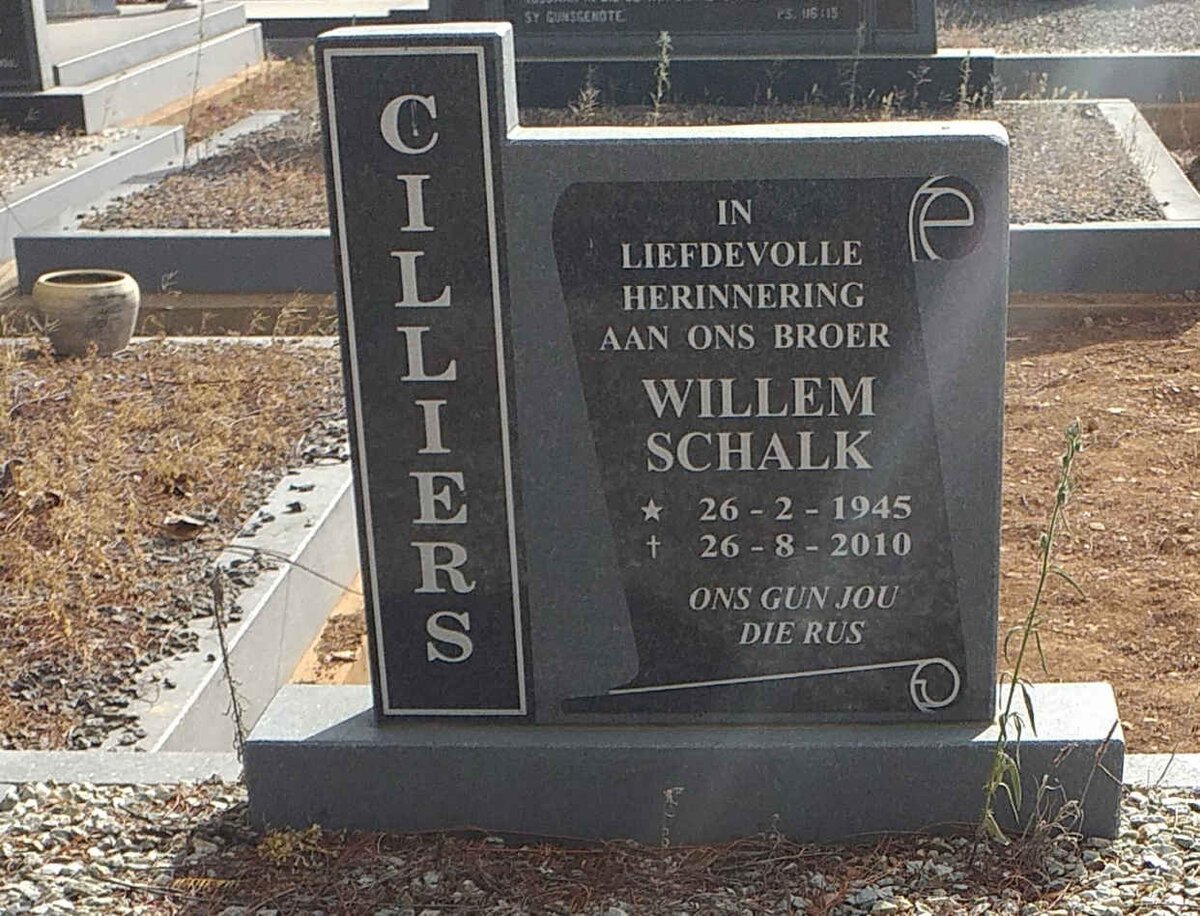 SY GUNSGENOTE. PS. 116:15
CILLIERS
IN
LIEFDEVOLLE
HERINNERING
AAN ONS BROER
WILLEM
SCHALK
★ 26 - 2 - 1945
† 26 - 8 - 2010
ONS GUN JOU
DIE RUS